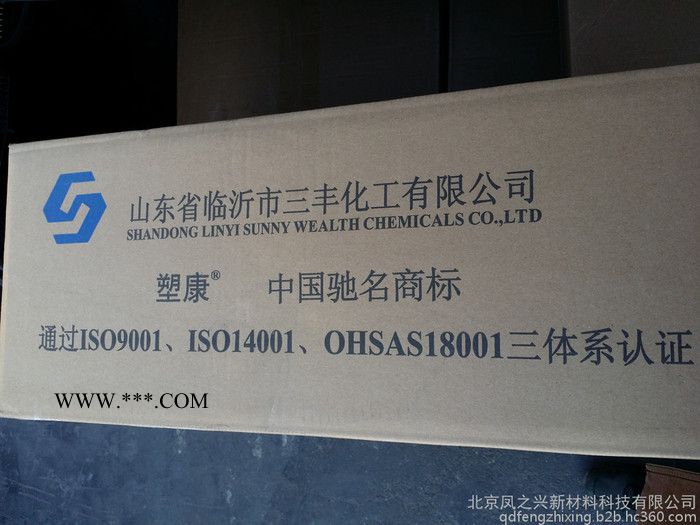 山东省临沂市三丰化工有限公司
SHANDONG LINYI SUNNY WEALTH CHEMICALS CO.,LTD
塑康® 中国驰名商标
通过ISO9001、ISO14001、OHSAS18001三体系认证
WWW.***.COM
北京凤之兴新材料科技有限公司
qdfengzhixing.b2b.hc360.com